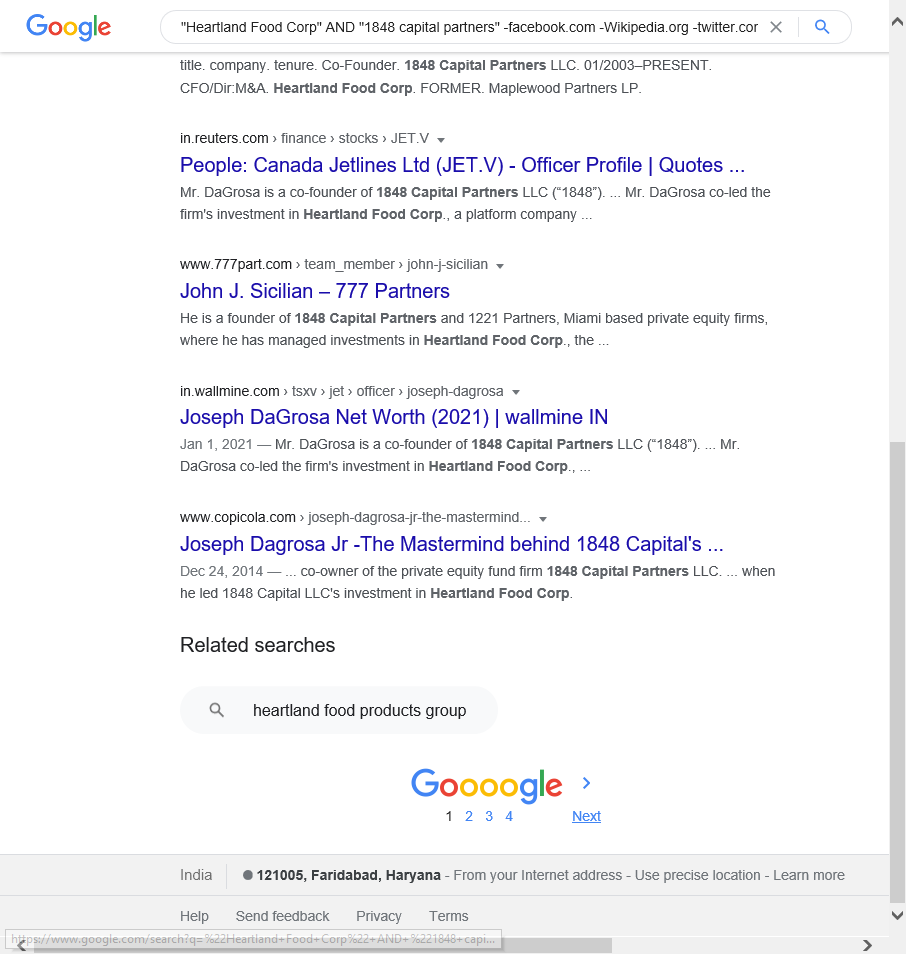 Google
"Heartland Food Corp" AND "1848 capital partners" -facebook.com -Wikipedia.org -twitter.cor
title. company. tenure. Co-Founder. 1848 Capital Partners LLC. 01/2003–PRESENT.
CFO/Dir:M&A. Heartland Food Corp. FORMER. Maplewood Partners LP.
in.reuters.com › finance › stocks › JET.V
People: Canada Jetlines Ltd (JET.V) - Officer Profile | Quotes ...
Mr. DaGrosa is a co-founder of 1848 Capital Partners LLC (“1848”). ... Mr. DaGrosa co-led the
firm's investment in Heartland Food Corp., a platform company ...
www.777part.com › team_member › john-j-sicilian
John J. Sicilian – 777 Partners
He is a founder of 1848 Capital Partners and 1221 Partners, Miami based private equity firms,
where he has managed investments in Heartland Food Corp., the ...
in.wallmine.com › tsxv › jet › officer › joseph-dagrosa
Joseph DaGrosa Net Worth (2021) | wallmine IN
Jan 1, 2021 — Mr. DaGrosa is a co-founder of 1848 Capital Partners LLC (“1848”). ... Mr.
DaGrosa co-led the firm's investment in Heartland Food Corp., ...
www.copicola.com › joseph-dagrosa-jr-the-mastermind...
Joseph Dagrosa Jr -The Mastermind behind 1848 Capital's ...
Dec 24, 2014 — ... co-owner of the private equity fund firm 1848 Capital Partners LLC. ... when
he led 1848 Capital LLC's investment in Heartland Food Corp.
Related searches
heartland food products group
Goooogle
1 2 3 4 Next
India 121005, Faridabad, Haryana - From your Internet address - Use precise location - Learn more
Help Send feedback Privacy Terms
https://www.google.com/search?q=%22Heartland+Food+Corp%22+AND+%221848+capi...